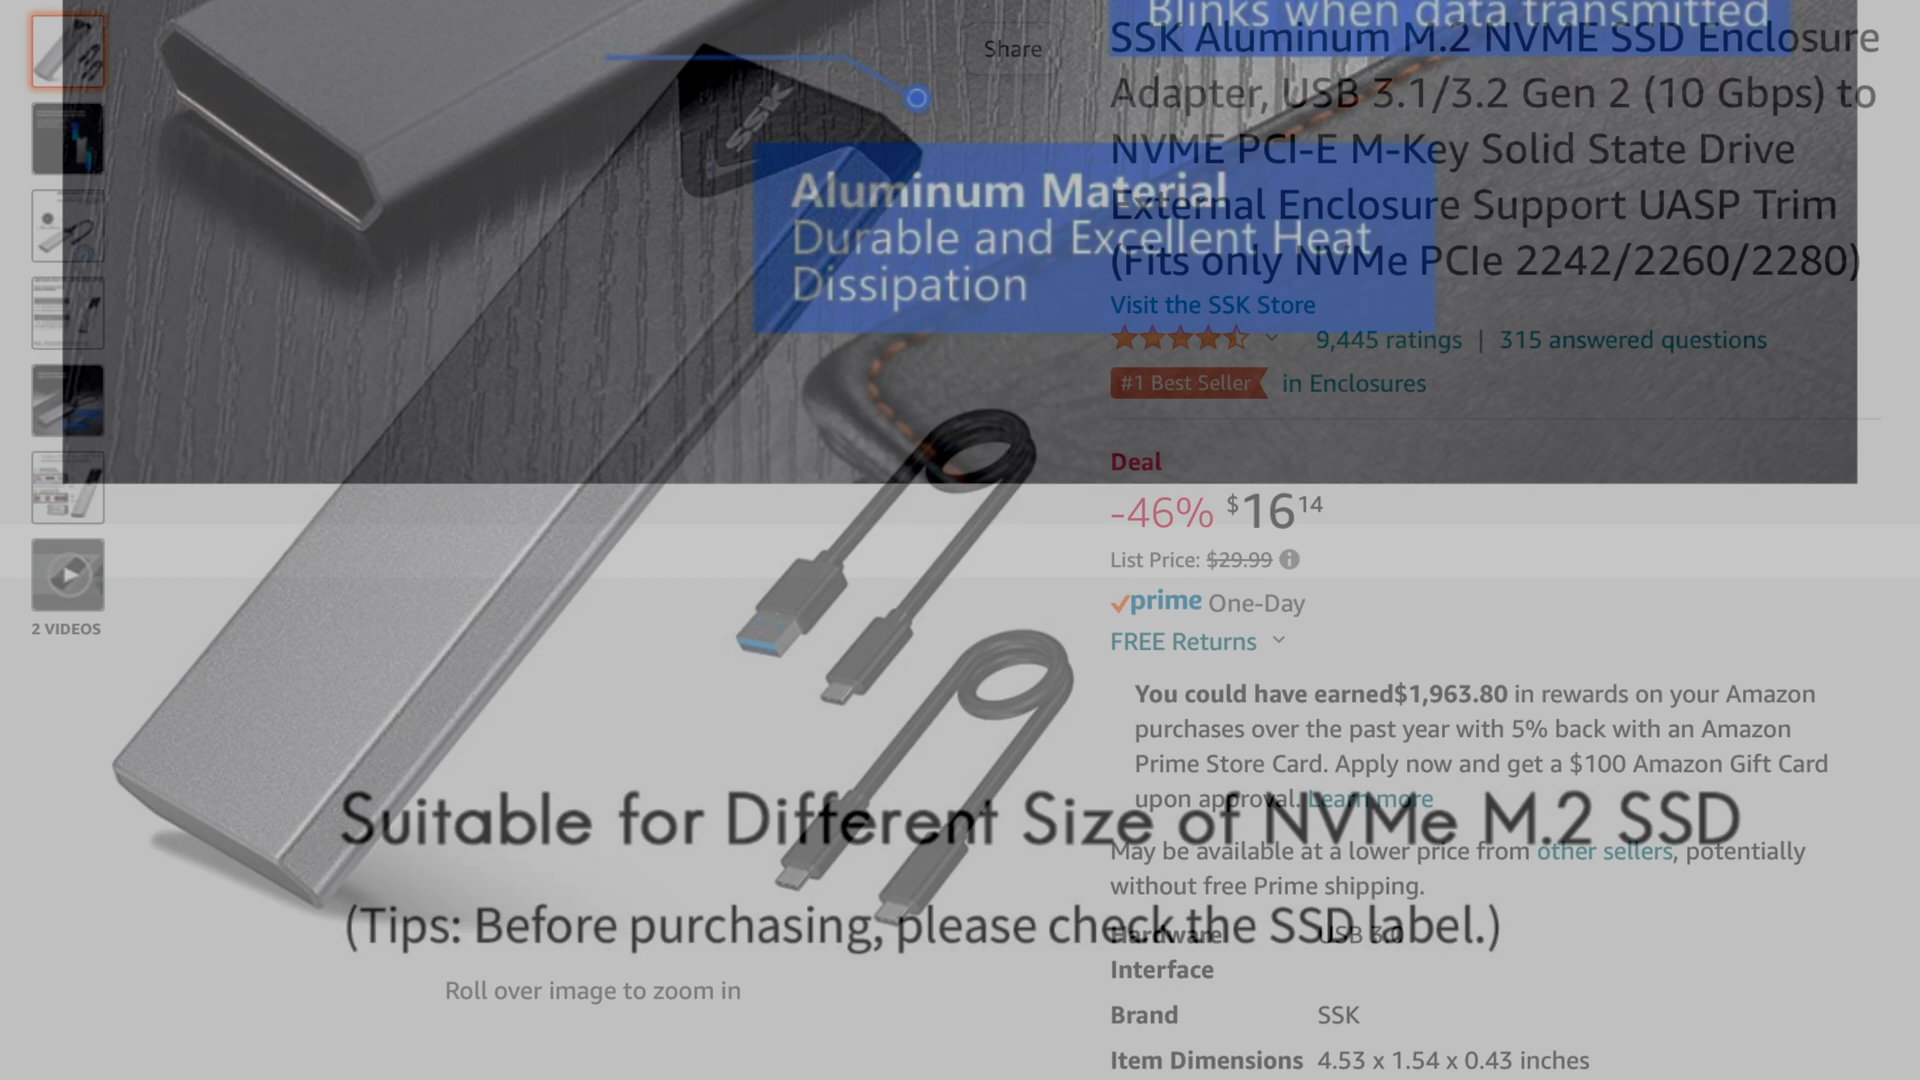 Blinks when data transmitted
Share
SSK Aluminum M.2 NVME SSD Enclosure
Adapter, USB 3.1/3.2 Gen 2 (10 Gbps) to
NVME PCI-E M-Key Solid State Drive
External Enclosure Support UASP Trim
(Fits only NVMe PCIe 2242/2260/2280)
SSK
Aluminum Material
Durable and Excellent Heat
Dissipation
Visit the SSK Store
9,445 ratings | 315 answered questions
#1 Best Seller in Enclosures
Deal
-46% $16 14
List Price: $29.99
prime One-Day
FREE Returns
2 VIDEOS
You could have earned$1,963.80 in rewards on your Amazon
purchases over the past year with 5% back with an Amazon
Prime Store Card. Apply now and get a $100 Amazon Gift Card
upon approval. Learn more
Suitable for Different Size of NVMe M.2 SSD
May be available at a lower price from other sellers, potentially
without free Prime shipping.
(Tips: Before purchasing, please check the SSD label.)
Hardware USB 3.0
Interface
Roll over image to zoom in
Brand SSK
Item Dimensions 4.53 x 1.54 x 0.43 inches